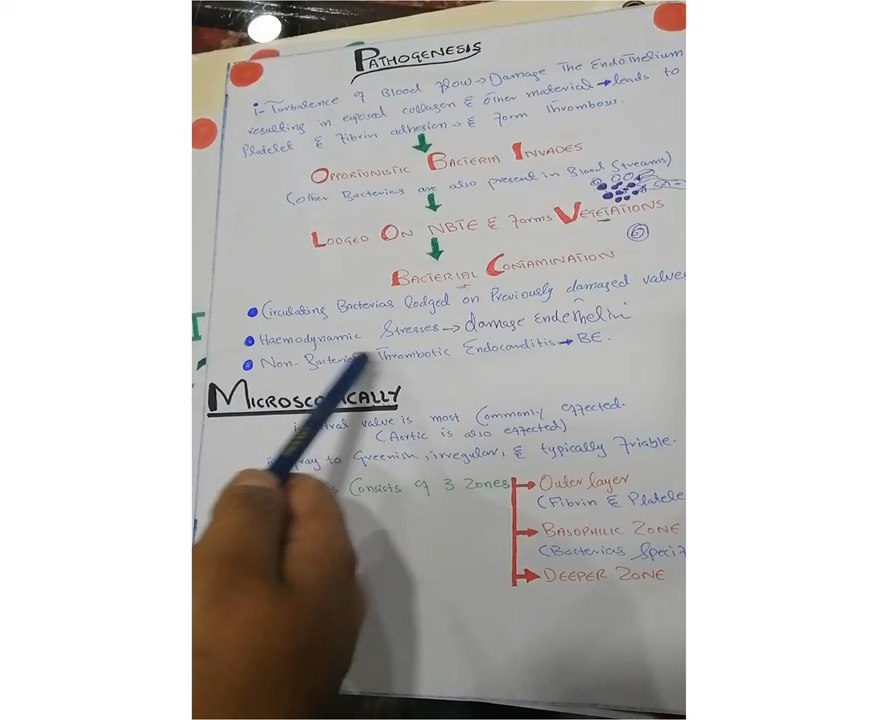 PATHOGENESIS
i- Turbulence of Blood flow → Damage The Endothelium
resulting in exposed collagen & other material → leads to
Platelet & Fibrin adhesion → & form Thrombosis.
OPPORTUNISTIC BACTERIA INVADES
(other Bacterias are also present in Blood Streams)
LODGED ON NBTE & forms VEGETATIONS
BACTERIAL CONTAMINATION
• Circulating Bacterias lodged on Previously damaged valves
• Haemodynamic Stresses → damage
• Non-Bacterial Thrombotic Endocarditis → BE.
MICROSCOPICALLY
valve is most Commonly effected.
(Aortic is also effected)
Greenish, irregular, & typically friable.
Consists of 3 Zones
→ Outer layer
(Fibrin & Platele
→ BASOPHILIC ZONE
(Bacterias Speci
→ DEEPER ZONE